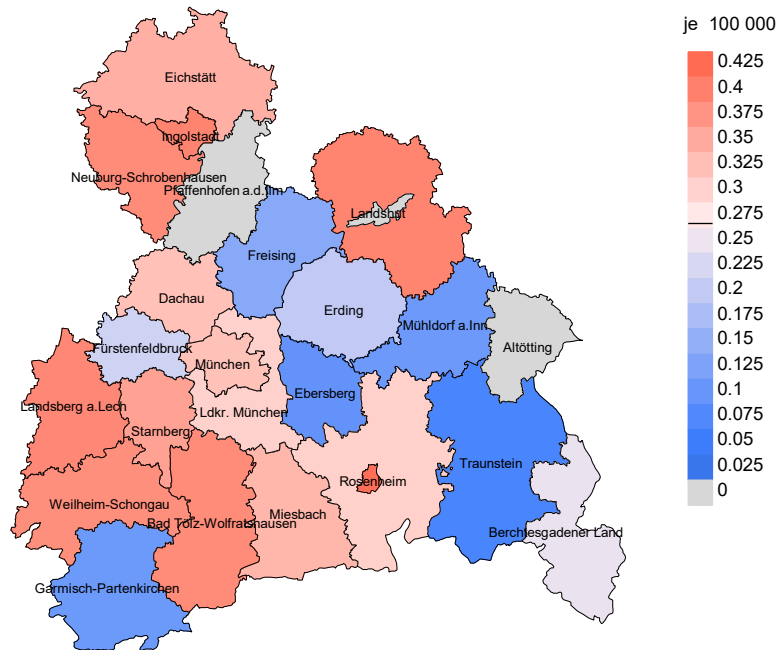 je 100 000
0.425
0.4
0.375
0.35
0.325
0.3
0.275
0.25
0.225
0.2
0.175
0.15
0.125
0.1
0.075
0.05
0.025
0
Eichstätt
Ingolstadt
Neuburg-Schrobenhausen
Pfaffenhofen a.d.Ilm
Landshut
Freising
Dachau
Erding
Mühldorf a.Inn
Fürstenfeldbruck
München
Altötting
Ebersberg
Landsberg a.Lech
Ldkr. München
Starnberg
Traunstein
Rosenheim
Weilheim-Schongau
Miesbach
Bad Tölz-Wolfratshausen
Berchtesgadener Land
Garmisch-Partenkirchen